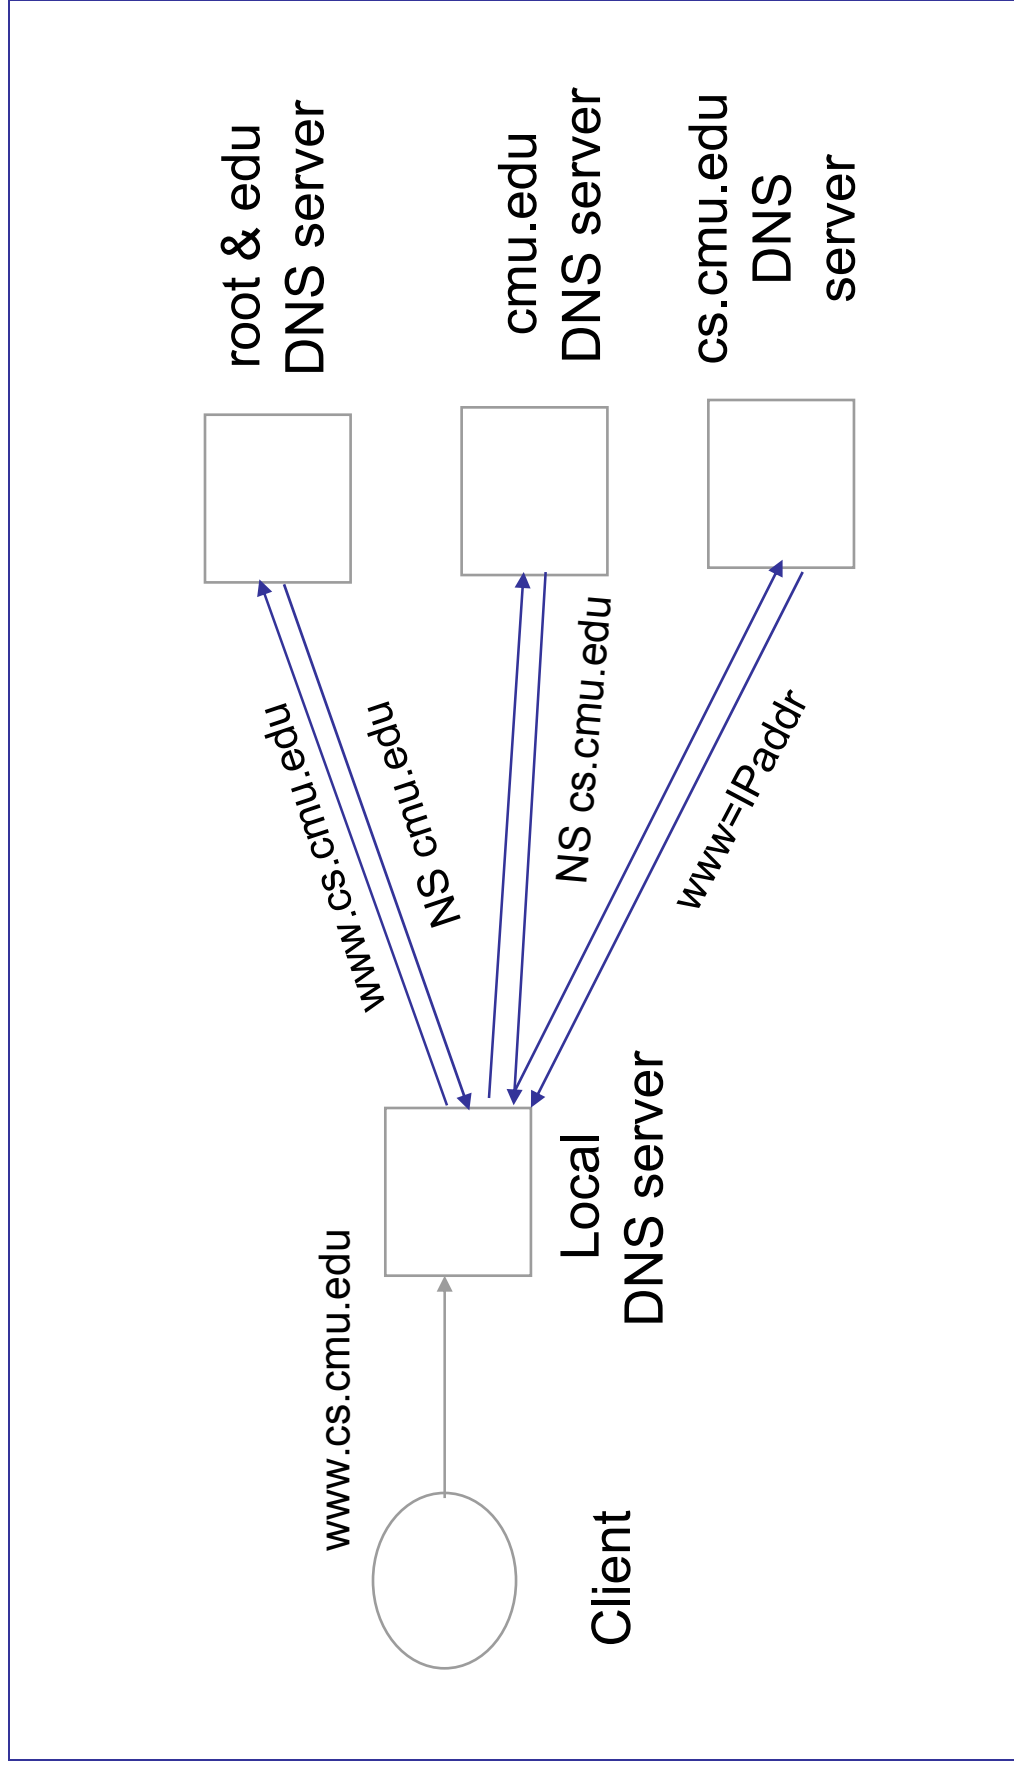 root & edu
DNS server
www.cs.cmu.edu
NS cmu.edu
www.cs.cmu.edu
cmu.edu
DNS server
NS cs.cmu.edu
Local
DNS server
Client
cs.cmu.edu
DNS
server
www=IPaddr